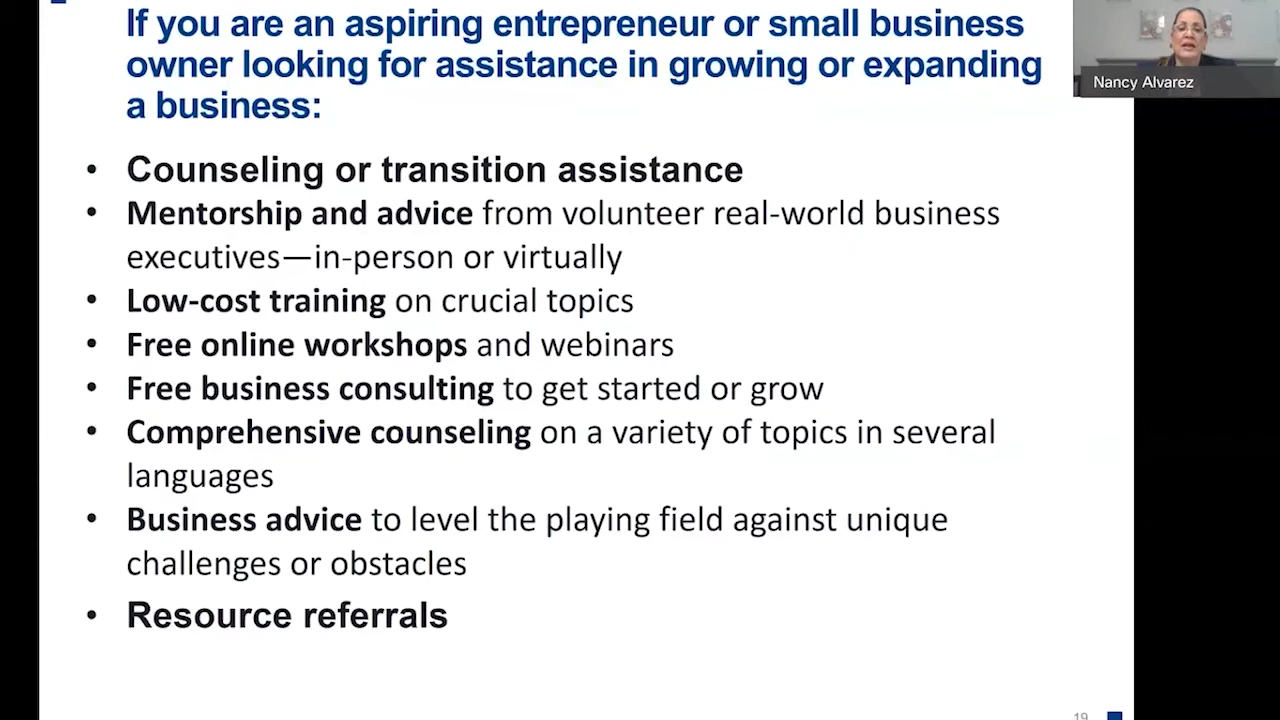 If you are an aspiring entrepreneur or small business
owner looking for assistance in growing or expanding
a business:
Nancy Alvarez
• Counseling or transition assistance
• Mentorship and advice from volunteer real-world business
executives—in-person or virtually
• Low-cost training on crucial topics
• Free online workshops and webinars
• Free business consulting to get started or grow
• Comprehensive counseling on a variety of topics in several
languages
• Business advice to level the playing field against unique
challenges or obstacles
• Resource referrals
19